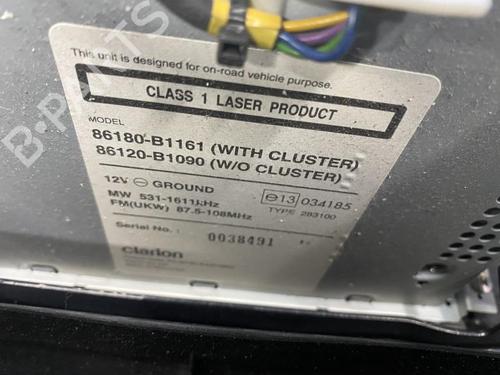 This unit is designed for on-road vehicle purpose.
CLASS 1 LASER PRODUCT
MODEL
86180-B1161 (WITH CLUSTER)
86120-B1090 (W/O CLUSTER)
12V ⊖ GROUND
MW 531-1611kHz
FM(UKW) 87.5-108MHz
e13 034185
TYPE 283100
Serial No.: 0038491
Clarion
B-PARTS